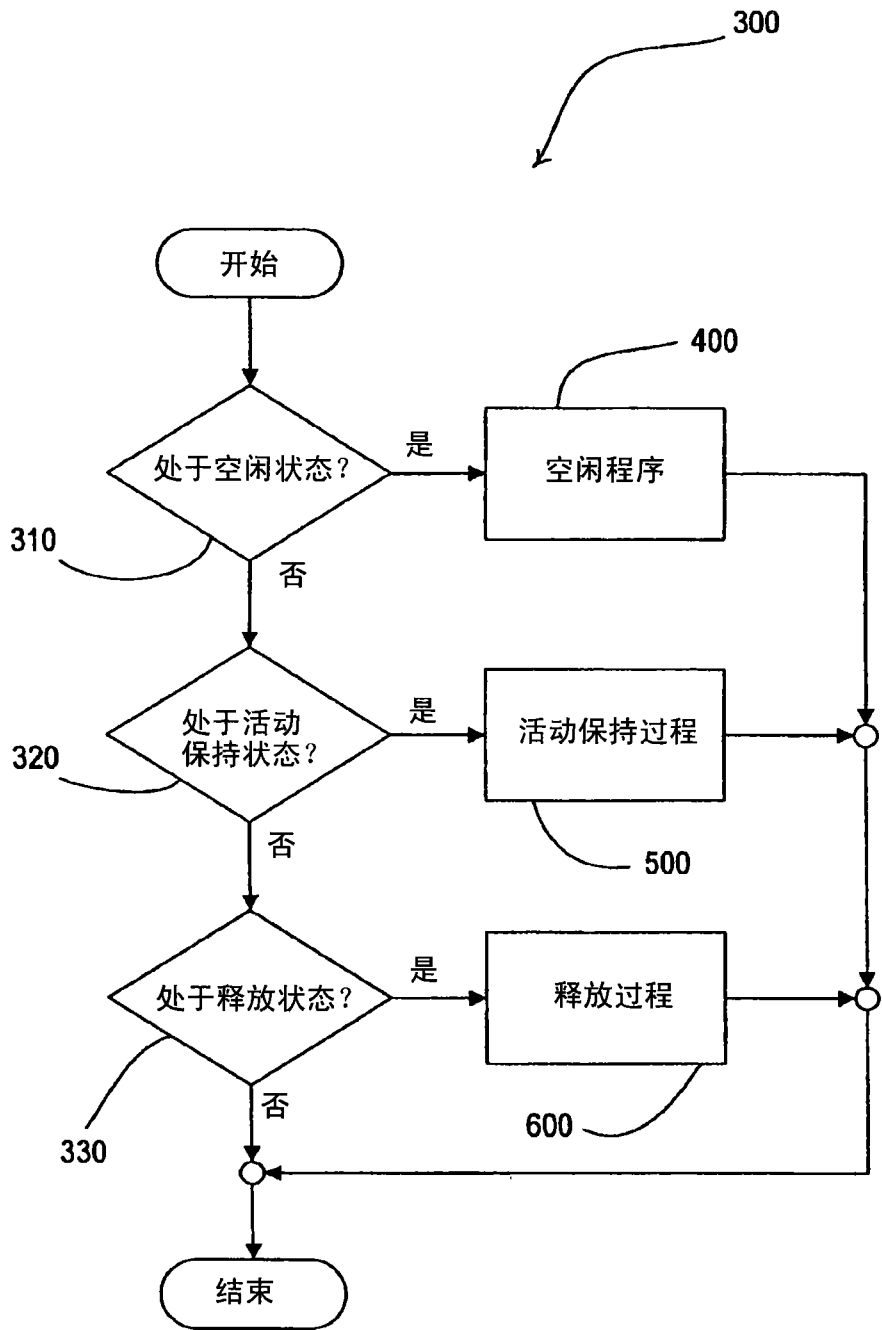 300
开始
400
处于空闲状态?
是
空闲程序
310
否
处于活动
保持状态?
是
活动保持过程
320
否
500
处于释放状态?
是
释放过程
330
否
600
结束